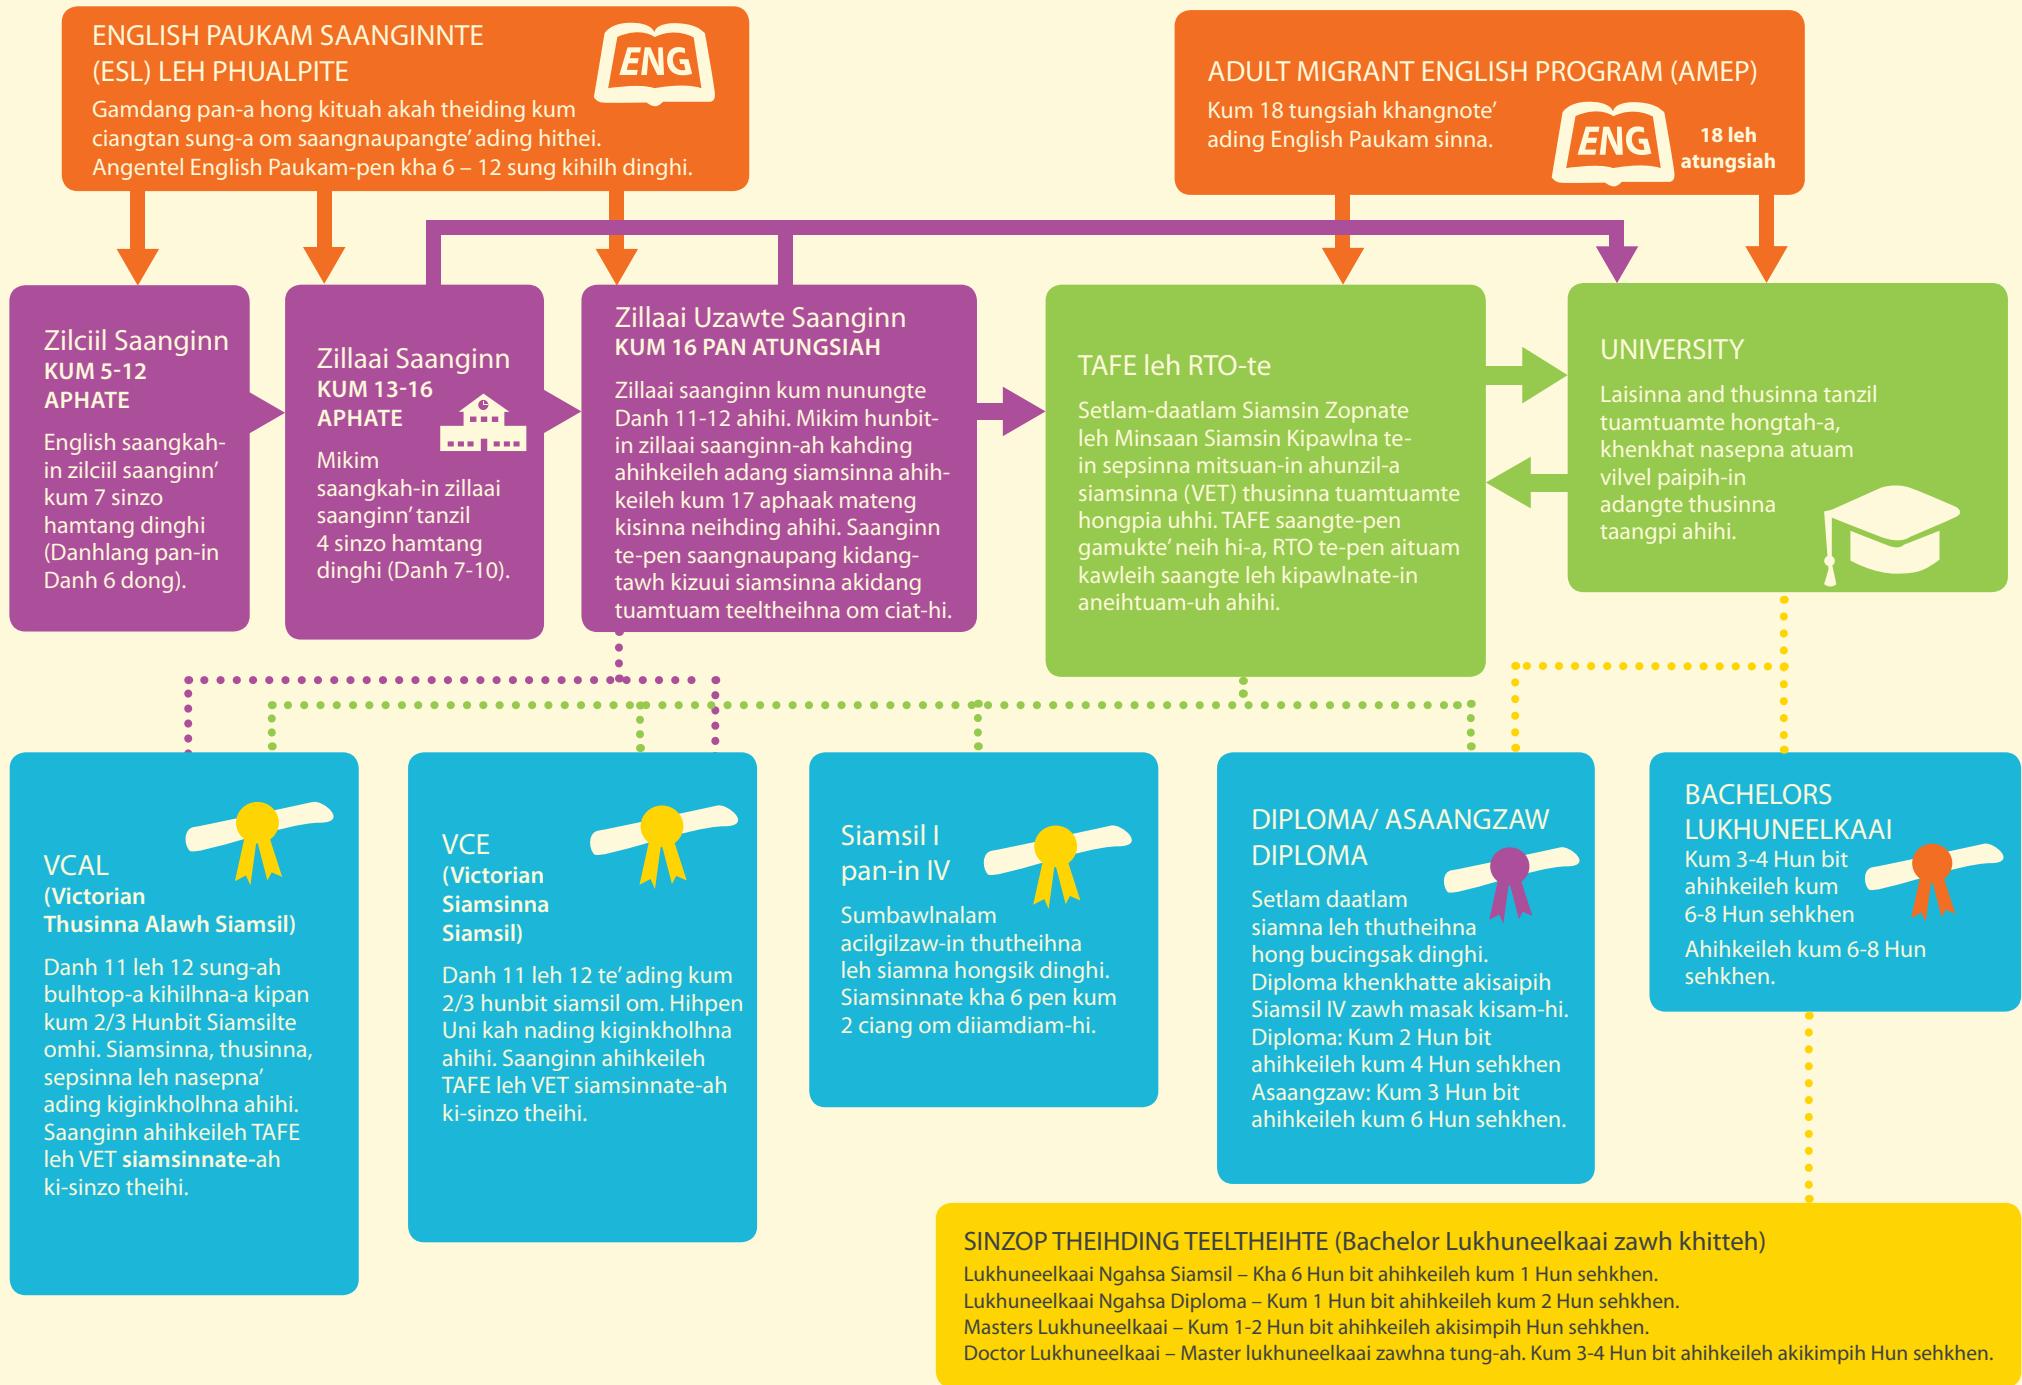 ENGLISH PAUKAM SAANGINNTE
(ESL) LEH PHUALPITE
Gamdang pan-a hong kituah akah theiding kum
ciangtan sung-a om saangnaupangte’ ading hithei.
Angentel English Paukam-pen kha 6 – 12 sung kihilh dinghi.
ENG
ADULT MIGRANT ENGLISH PROGRAM (AMEP)
Kum 18 tungsiah khangnote’
ading English Paukam sinna.
ENG
18 leh
atungsiah
Zilciil Saanginn
KUM 5-12
APHATE
English saangkah-
in zilciil saanginn’
kum 7 sinzo
hamtang dinghi
(Danhlang pan-in
Danh 6 dong).
Zillaai Saanginn
KUM 13-16
APHATE
Mikim
saangkah-in zillaai
saanginn’ tanzil
4 sinzo hamtang
dinghi (Danh 7-10).
Zillaai Uzawte Saanginn
KUM 16 PAN ATUNGSIAH
Zillaai saanginn kum nunungte
Danh 11-12 ahihi. Mikim hunbit-
in zillaai saanginn-ah kahding
ahihkeileh adang siamsinna ahih-
keileh kum 17 aphaak mateng
kisinna neihding ahihi. Saanginn
te-pen saangnaupang kidang-
tawh kizuui siamsinna akidang
tuamtuam teeltheihna om ciat-hi.
TAFE leh RTO-te
Setlam-daatlam Siamsin Zopnate
leh Minsaan Siamsin Kipawlna te-
in sepsinna mitsuan-in ahunzil-a
siamsinna (VET) thusinna tuamtuamte
hongpia uhhi. TAFE saangte-pen
gamukte’ neih hi-a, RTO te-pen aituam
kawleih saangte leh kipawlnate-in
aneihtuam-uh ahihi.
UNIVERSITY
Laisinna and thusinna tanzil
tuamtuamte hongtah-a,
khenkhat nasepna atuam
vilvel paipih-in
adangte thusinna
taangpi ahihi.
VCAL
(Victorian
Thusinna Alawh Siamsil)
Danh 11 leh 12 sung-ah
bulhtop-a kihilhna-a kipan
kum 2/3 Hunbit Siamsilte
omhi. Siamsinna, thusinna,
sepsinna leh nasepna’
ading kiginkholhna ahihi.
Saanginn ahihkeileh TAFE
leh VET siamsinnate-ah
ki-sinzo theihi.
VCE
(Victorian
Siamsinna
Siamsil)
Danh 11 leh 12 te’ ading kum
2/3 hunbit siamsil om. Hihpen
Uni kah nading kiginkholhna
ahihi. Saanginn ahihkeileh
TAFE leh VET siamsinnate-ah
ki-sinzo theihi.
Siamsil I
pan-in IV
Sumbawlnalam
acilgilzaw-in thutheihna
leh siamna hongsik dinghi.
Siamsinnate kha 6 pen kum
2 ciang om diiamdiam-hi.
DIPLOMA/ ASAANGZAW
DIPLOMA
Setlam daatlam
siamna leh thutheihna
hong bucingsak dinghi.
Diploma khenkhatte akisaipih
Siamsil IV zawh masak kisam-hi.
Diploma: Kum 2 Hun bit
ahihkeileh kum 4 Hun sehkhen
Asaangzaw: Kum 3 Hun bit
ahihkeileh kum 6 Hun sehkhen.
BACHELORS
LUKHUNEELKAAI
Kum 3-4 Hun bit
ahihkeileh kum
6-8 Hun sehkhen
Ahihkeileh kum 6-8 Hun
sehkhen.
SINZOP THEIHDING TEELTHEIHTE (Bachelor Lukhuneelkaai zawh khitteh)
Lukhuneelkaai Ngahsa Siamsil – Kha 6 Hun bit ahihkeileh kum 1 Hun sehkhen.
Lukhuneelkaai Ngahsa Diploma – Kum 1 Hun bit ahihkeileh kum 2 Hun sehkhen.
Masters Lukhuneelkaai – Kum 1-2 Hun bit ahihkeileh akisimpih Hun sehkhen.
Doctor Lukhuneelkaai – Master lukhuneelkaai zawhna tung-ah. Kum 3-4 Hun bit ahihkeileh akikimpih Hun sehkhen.